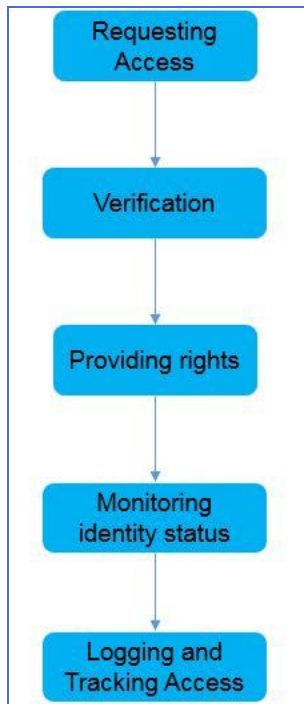 Requesting
Access
Verification
Providing rights
Monitoring
identity status
Logging and
Tracking Access